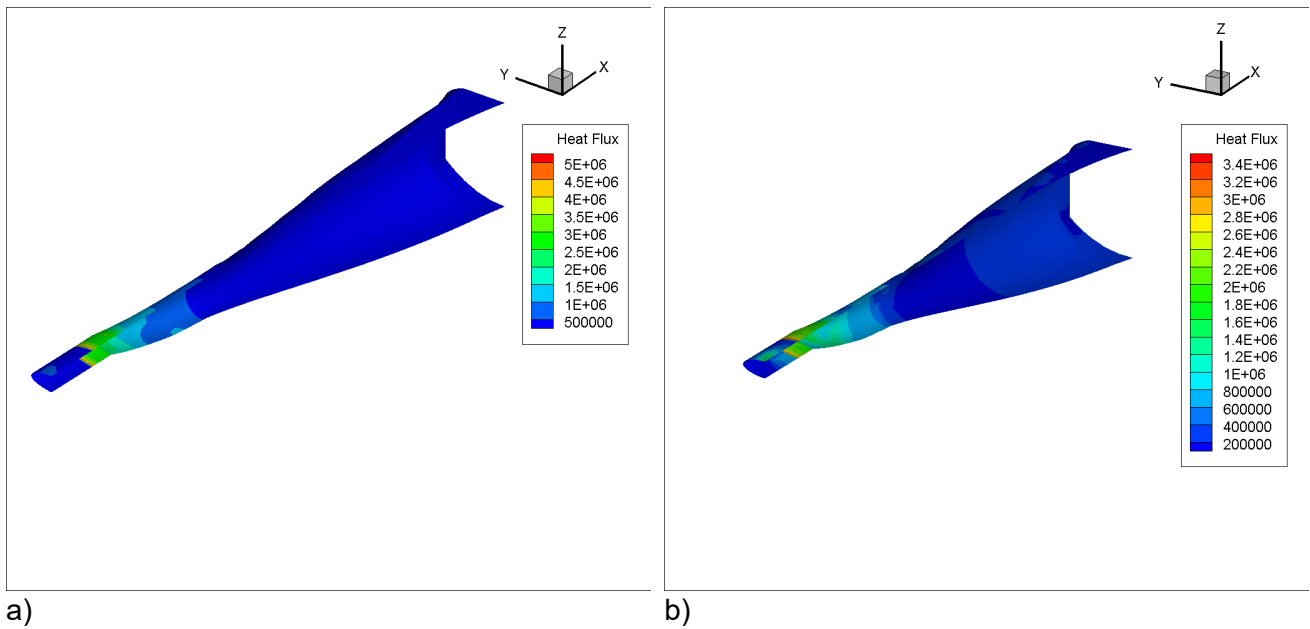 Z
Y
X
Heat Flux
5E+06
4.5E+06
4E+06
3.5E+06
3E+06
2.5E+06
2E+06
1.5E+06
1E+06
500000
a)
Z
Y
X
Heat Flux
3.4E+06
3.2E+06
3E+06
2.8E+06
2.6E+06
2.4E+06
2.2E+06
2E+06
1.8E+06
1.6E+06
1.4E+06
1.2E+06
1E+06
800000
600000
400000
200000
b)